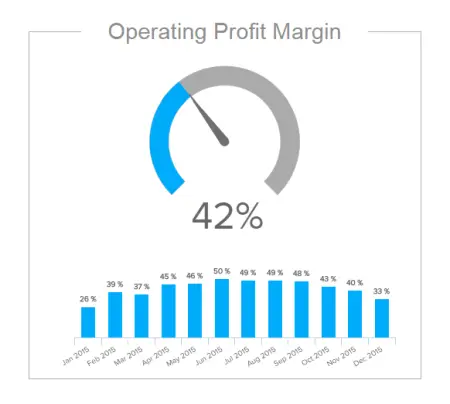 Operating Profit Margin
42%
26 %
39 %
37 %
45 %
46 %
50 %
49 %
49 %
48 %
43 %
40 %
33 %
Jan 2015
Feb 2015
Mar 2015
Apr 2015
May 2015
Jun 2015
Jul 2015
Aug 2015
Sep 2015
Oct 2015
Nov 2015
Dec 2015